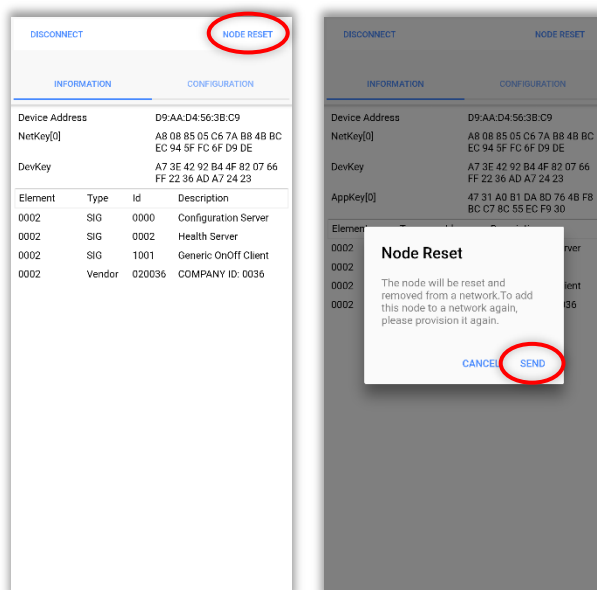 DISCONNECT NODE RESET
INFORMATION CONFIGURATION
Device Address D9:AA:D4:56:3B:C9
NetKey[0] A8 08 85 05 C6 7A B8 4B BC
EC 94 5F FC 6F D9 DE
DevKey A7 3E 42 92 B4 4F 82 07 66
FF 22 36 AD A7 24 23
Element Type Id Description
0002 SIG 0000 Configuration Server
0002 SIG 0002 Health Server
0002 SIG 1001 Generic OnOff Client
0002 Vendor 020036 COMPANY ID: 0036
DISCONNECT NODE RESET
INFORMATION CONFIGURATION
Device Address D9:AA:D4:56:3B:C9
NetKey[0] A8 08 85 05 C6 7A B8 4B BC
EC 94 5F FC 6F D9 DE
DevKey A7 3E 42 92 B4 4F 82 07 66
FF 22 36 AD A7 24 23
AppKey[0] 47 31 A0 B1 DA 8D 76 4B F8
BC C7 8C 55 EC F9 30
0002
0002
0002
0002
Node Reset
The node will be reset and
removed from a network.To add
this node to a network again,
please provision it again.
CANCEL SEND